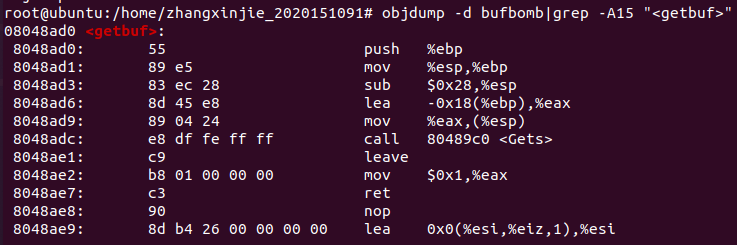 root@ubuntu:/home/zhangxinjie_2020151091# objdump -d bufbomb|grep -A15 "<getbuf>"
08048ad0 <getbuf>:
 8048ad0:	55                   	push   %ebp
 8048ad1:	89 e5                	mov    %esp,%ebp
 8048ad3:	83 ec 28             	sub    $0x28,%esp
 8048ad6:	8d 45 e8             	lea    -0x18(%ebp),%eax
 8048ad9:	89 04 24             	mov    %eax,(%esp)
 8048adc:	e8 df fe ff ff       	call   80489c0 <Gets>
 8048ae1:	c9                   	leave
 8048ae2:	b8 01 00 00 00       	mov    $0x1,%eax
 8048ae7:	c3                   	ret
 8048ae8:	90                   	nop
 8048ae9:	8d b4 26 00 00 00 00 	lea    0x0(%esi,%eiz,1),%esi